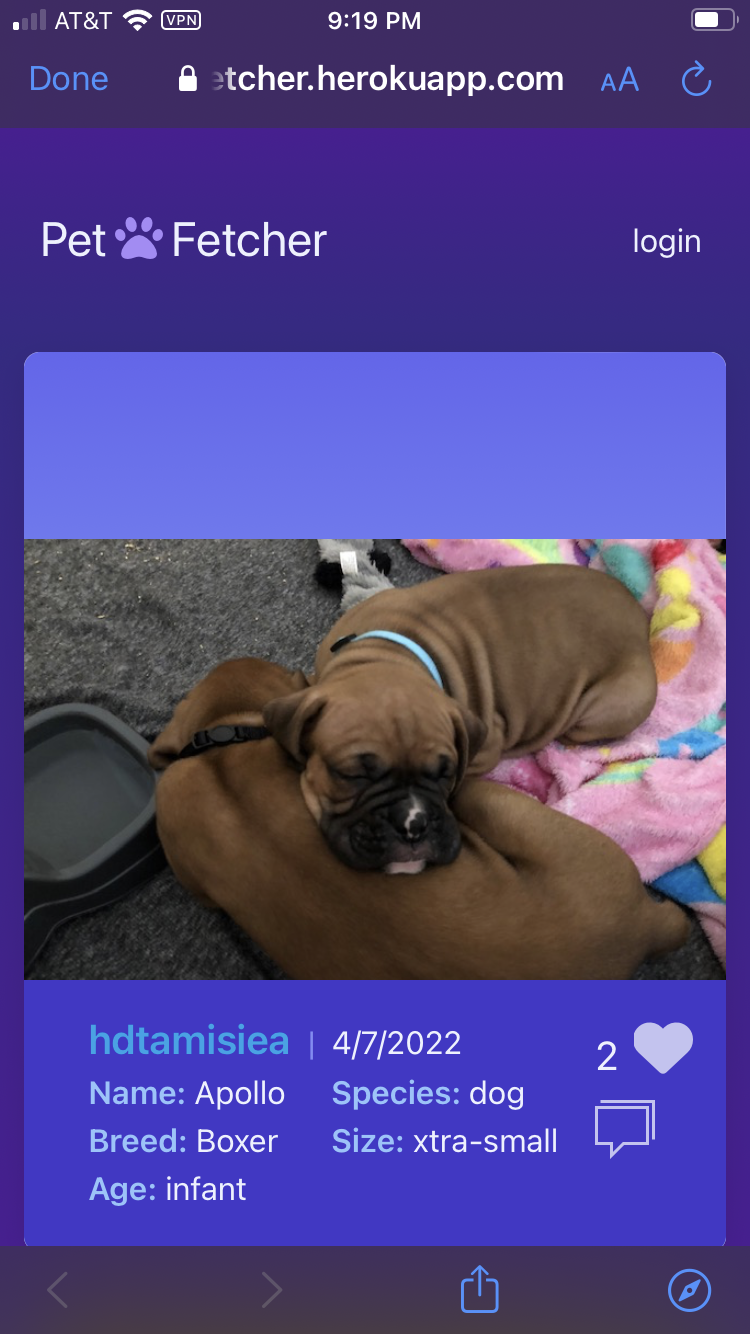 AT&T VPN 9:19 PM
Done etcher.herokuapp.com AA
Pet Fetcher login
hdtamisiea | 4/7/2022 2
Name: Apollo Species: dog
Breed: Boxer Size: xtra-small
Age: infant